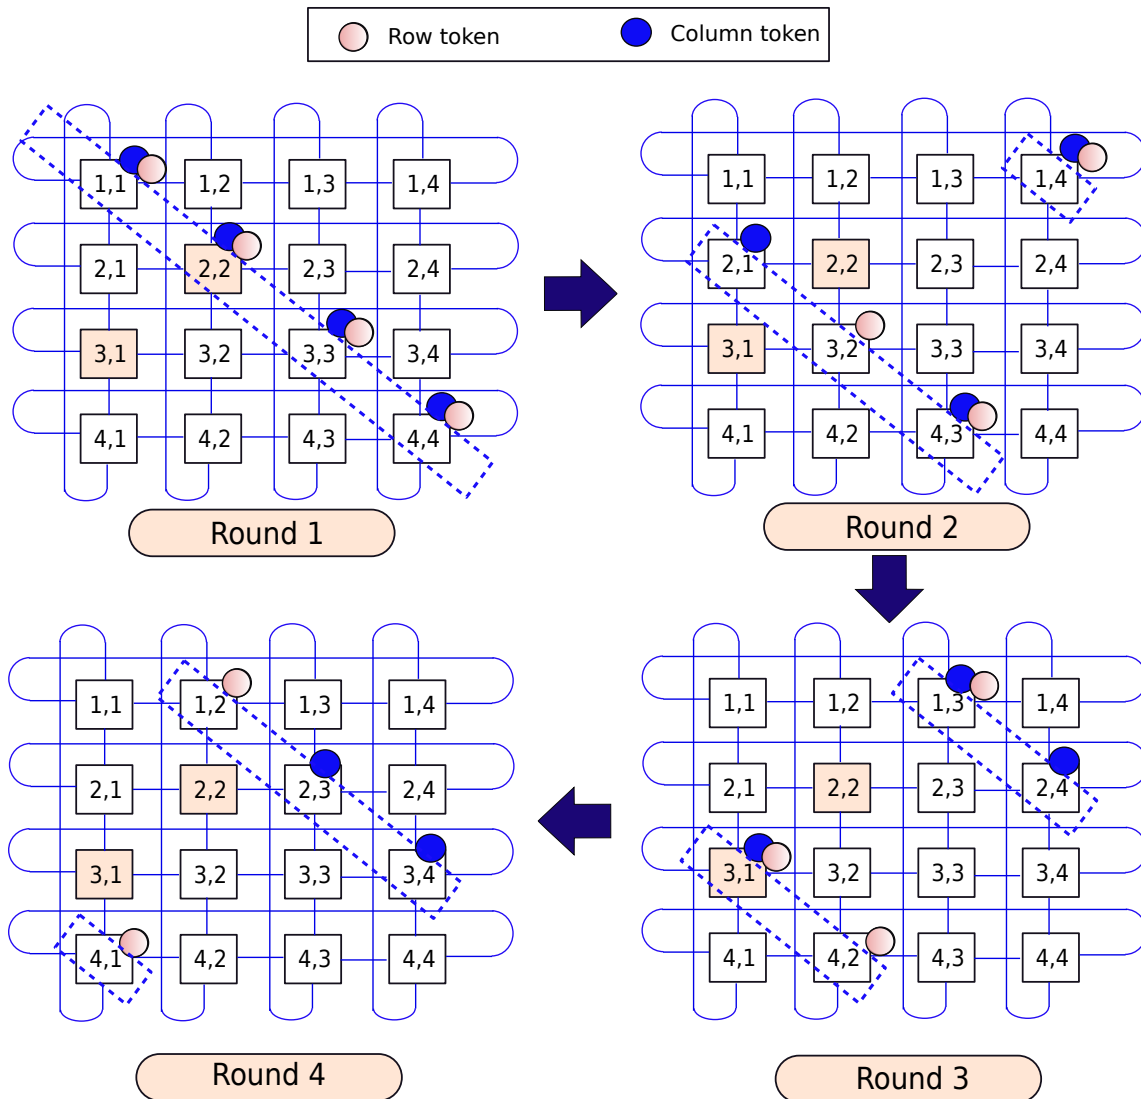 Row token Column token
1,1 1,2 1,3 1,4
2,1 2,2 2,3 2,4
3,1 3,2 3,3 3,4
4,1 4,2 4,3 4,4
Round 1
1,1 1,2 1,3 1,4
2,1 2,2 2,3 2,4
3,1 3,2 3,3 3,4
4,1 4,2 4,3 4,4
Round 2
1,1 1,2 1,3 1,4
2,1 2,2 2,3 2,4
3,1 3,2 3,3 3,4
4,1 4,2 4,3 4,4
Round 4
1,1 1,2 1,3 1,4
2,1 2,2 2,3 2,4
3,1 3,2 3,3 3,4
4,1 4,2 4,3 4,4
Round 3